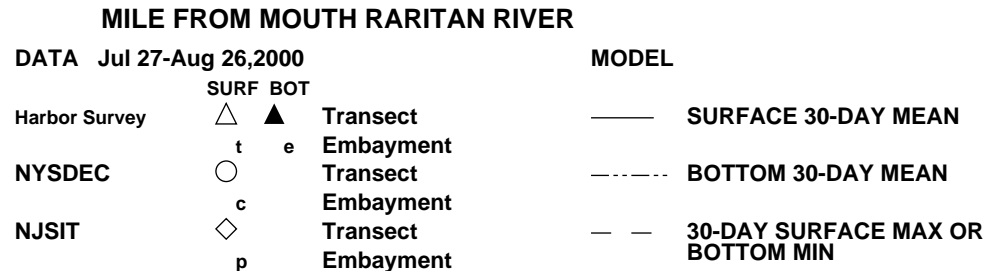 MILE FROM MOUTH RARITAN RIVER
DATA Jul 27-Aug 26,2000 MODEL
SURF BOT
Harbor Survey Transect SURFACE 30-DAY MEAN
t e Embayment
NYSDEC Transect BOTTOM 30-DAY MEAN
c Embayment
NJSIT Transect 30-DAY SURFACE MAX OR
p Embayment BOTTOM MIN